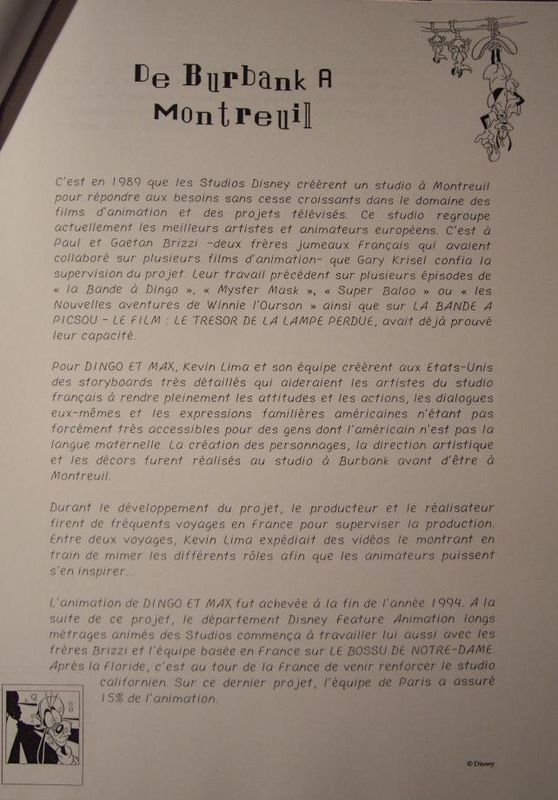 De Burbank A
Montreuil
C'est en 1989 que les Studios Disney créèrent un studio à Montreuil
pour répondre aux besoins sans cesse croissants dans le domaine des
films d'animation et des projets télévisés. Ce studio regroupe
actuellement les meilleurs artistes et animateurs européens. C'est à
Paul et Gaëtan Brizzi -deux frères jumeaux français qui avaient
collaboré sur plusieurs films d'animation- que Gary Krisel confia la
supervision du projet. Leur travail précédent sur plusieurs épisodes de
« la Bande à Dingo », « Myster Mask », « Super Baloo » ou « les
Nouvelles aventures de Winnie l'Ourson » ainsi que sur LA BANDE A
PICSOU - LE FILM : LE TRESOR DE LA LAMPE PERDUE, avait déjà prouvé
leur capacité.
Pour DINGO ET MAX, Kevin Lima et son équipe créèrent aux Etats-Unis
des storyboards très détaillés qui aideraient les artistes du studio
français à rendre pleinement les attitudes et les actions, les dialogues
eux-mêmes et les expressions familières américaines n'étant pas
forcément très accessibles pour des gens dont l'américain n'est pas la
langue maternelle. La création des personnages, la direction artistique
et les décors furent réalisés au studio à Burbank avant d'être à
Montreuil.
Durant le développement du projet, le producteur et le réalisateur
firent de fréquents voyages en France pour superviser la production.
Entre deux voyages, Kevin Lima expédiait des vidéos le montrant en
train de mimer les différents rôles afin que les animateurs puissent
s'en inspirer...
L'animation de DINGO ET MAX fut achevée à la fin de l'année 1994. A la
suite de ce projet, le département Disney Feature Animation longs
métrages animés des Studios commença à travailler lui aussi avec les
frères Brizzi et l'équipe basée en France sur LE BOSSU DE NOTRE-DAME.
Après la Floride, c'est au tour de la France de venir renforcer le studio
californien. Sur ce dernier projet, l'équipe de Paris a assuré
15% de l'animation.
© Disney